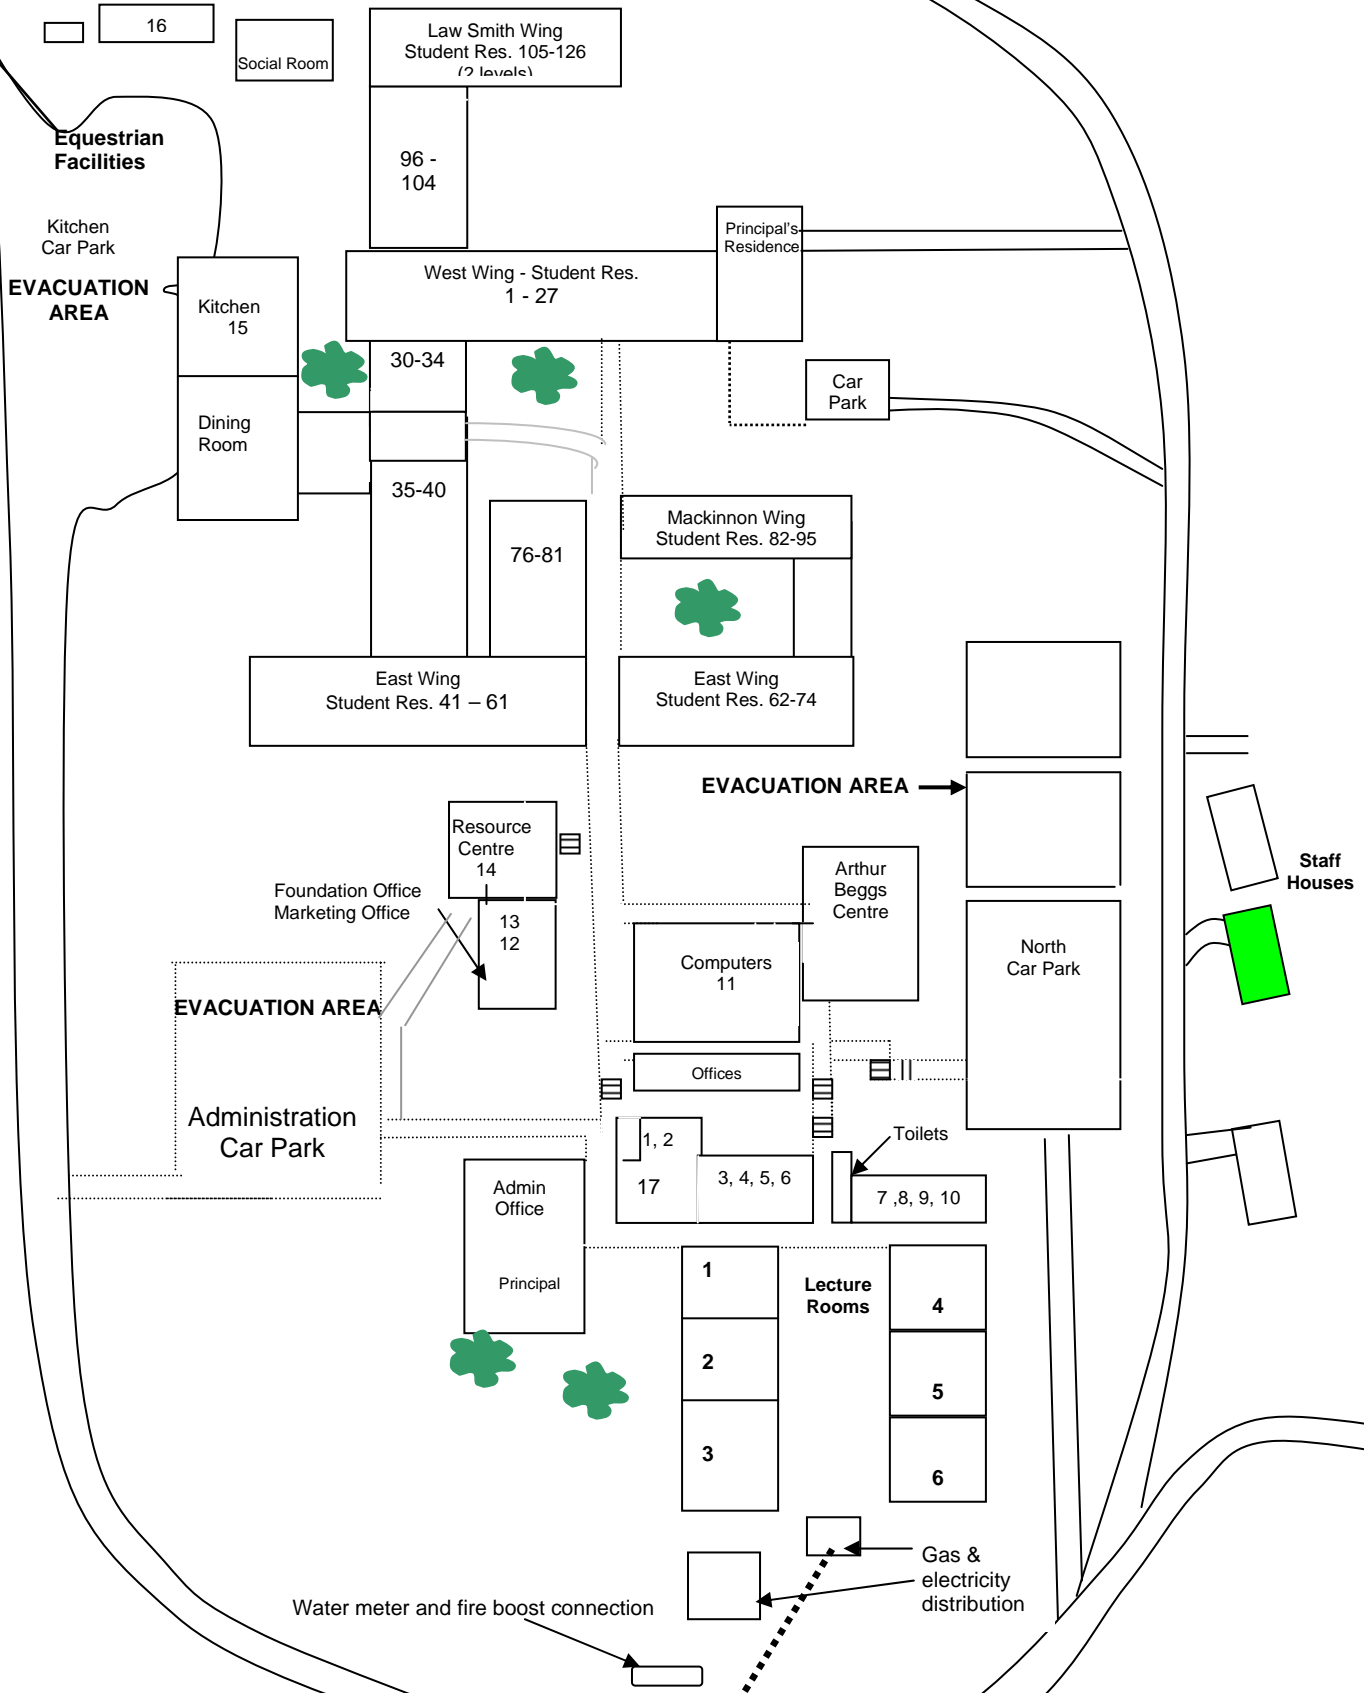 16
Social Room
Law Smith Wing
Student Res. 105-126
(2 levels)
Equestrian
Facilities
96 -
104
Kitchen
Car Park
EVACUATION
AREA
Principal's
Residence
West Wing - Student Res.
1 - 27
Kitchen
15
30-34
Car
Park
Dining
Room
35-40
76-81
Mackinnon Wing
Student Res. 82-95
East Wing
Student Res. 41 – 61
East Wing
Student Res. 62-74
EVACUATION AREA
Resource
Centre
14
Arthur
Beggs
Centre
Staff
Houses
Foundation Office
Marketing Office
13
12
Computers
11
North
Car Park
EVACUATION AREA
Offices
Administration
Car Park
1, 2
17
3, 4, 5, 6
Toilets
7 ,8, 9, 10
Admin
Office
Principal
1
Lecture
Rooms
4
2
5
3
6
Gas &
electricity
distribution
Water meter and fire boost connection